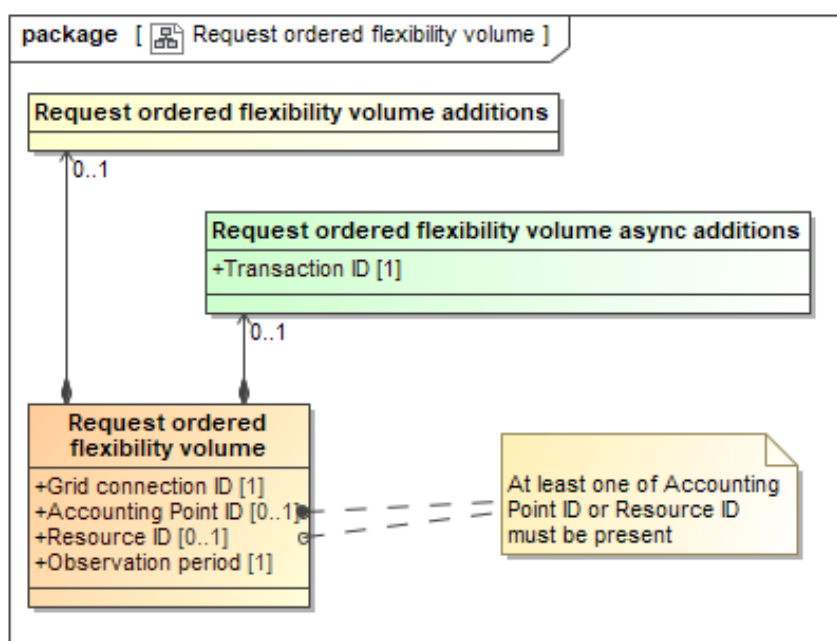 package [ Request ordered flexibility volume ]
Request ordered flexibility volume additions
0..1
Request ordered flexibility volume async additions
+Transaction ID [1]
0..1
Request ordered
flexibility volume
+Grid connection ID [1]
+Accounting Point ID [0..1]
+Resource ID [0..1]
+Observation period [1]
At least one of Accounting
Point ID or Resource ID
must be present